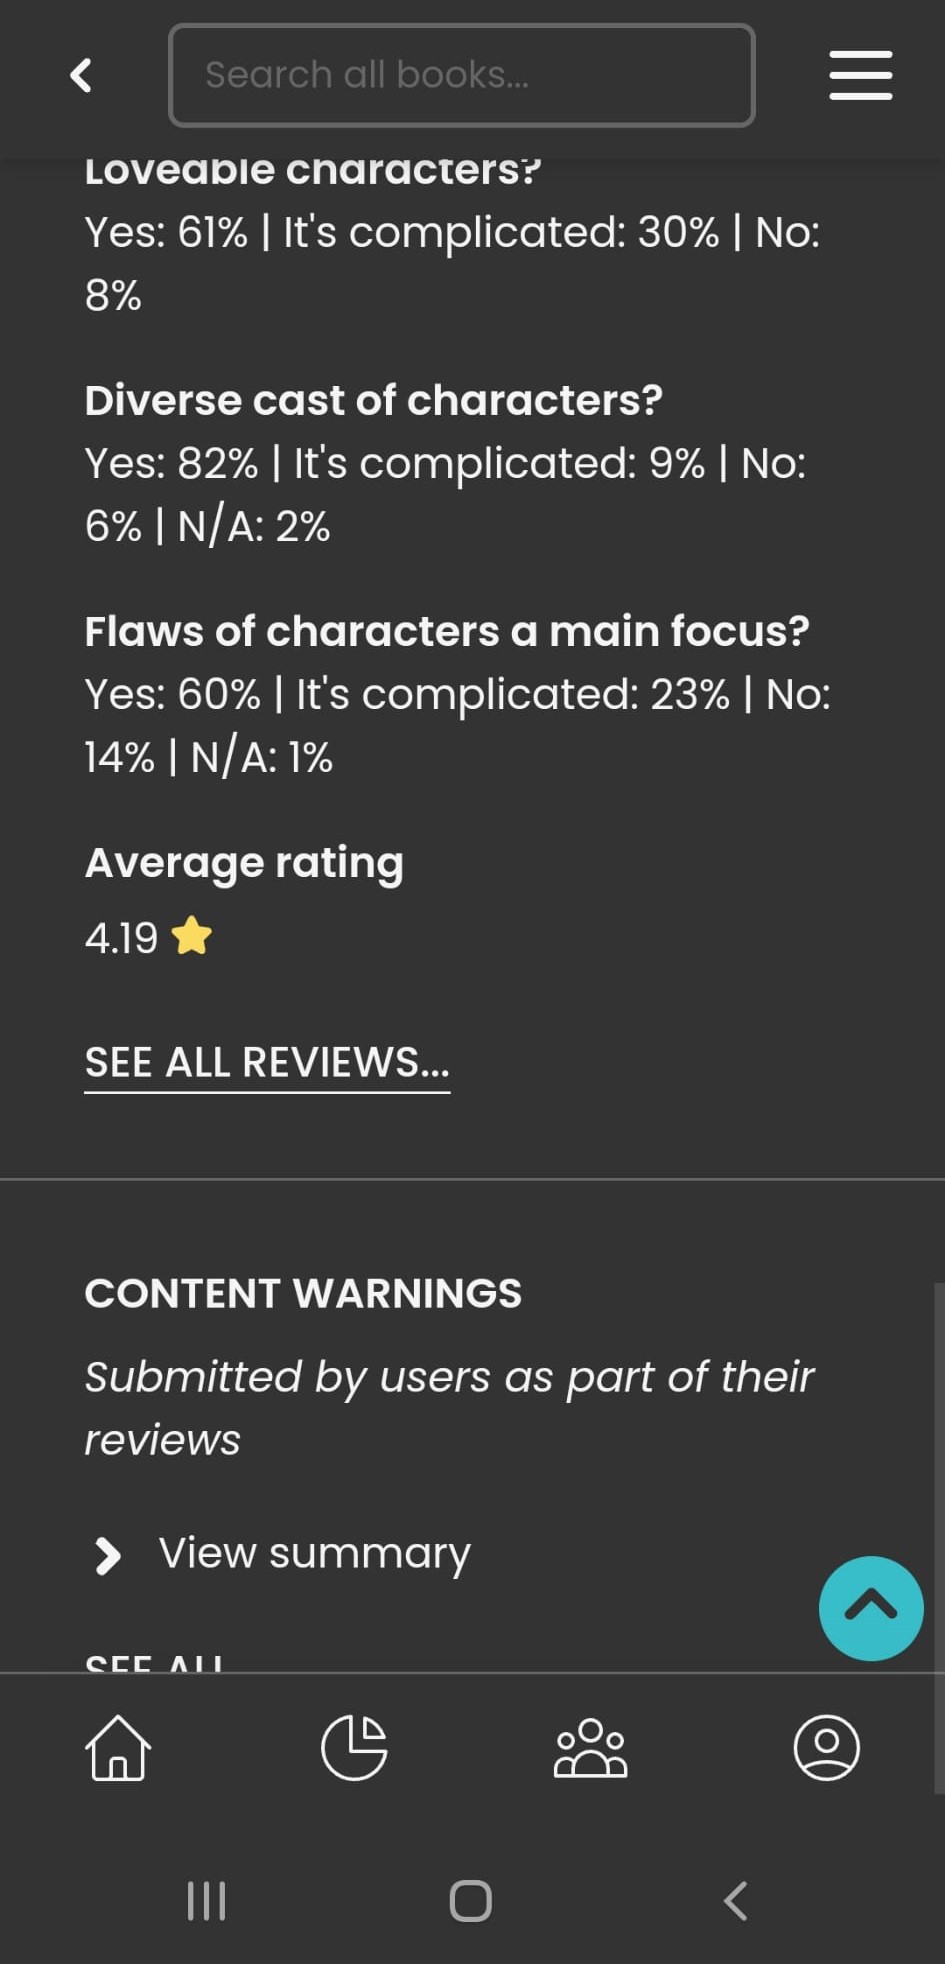 Search all books...
Loveable characters?
Yes: 61% | It's complicated: 30% | No:
8%
Diverse cast of characters?
Yes: 82% | It's complicated: 9% | No:
6% | N/A: 2%
Flaws of characters a main focus?
Yes: 60% | It's complicated: 23% | No:
14% | N/A: 1%
Average rating
4.19
SEE ALL REVIEWS...
CONTENT WARNINGS
Submitted by users as part of their
reviews
View summary
SEE ALL